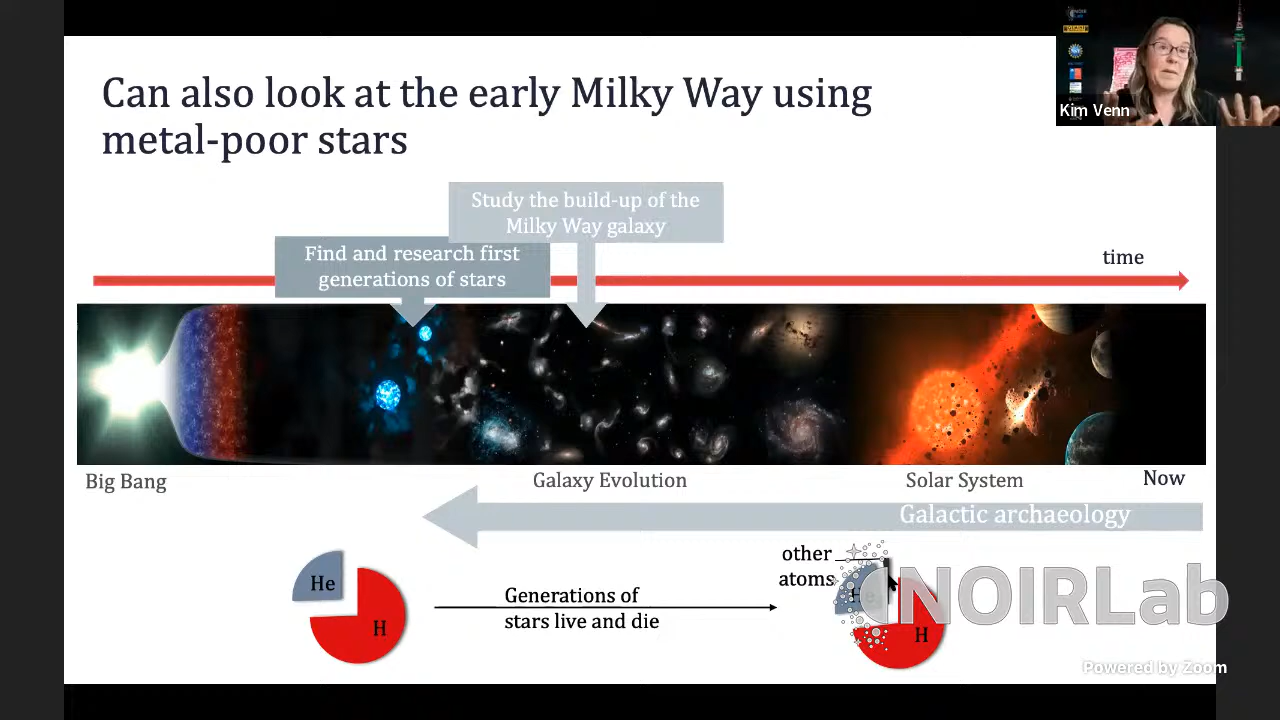 Can also look at the early Milky Way using
metal-poor stars
Kim Venn
Study the build-up of the
Milky Way galaxy
Find and research first
generations of stars
time
Big Bang
Galaxy Evolution
Solar System
Now
Galactic archaeology
He
H
Generations of
stars live and die
other
atoms
He
H
NOIRLab
Powered by Zoom